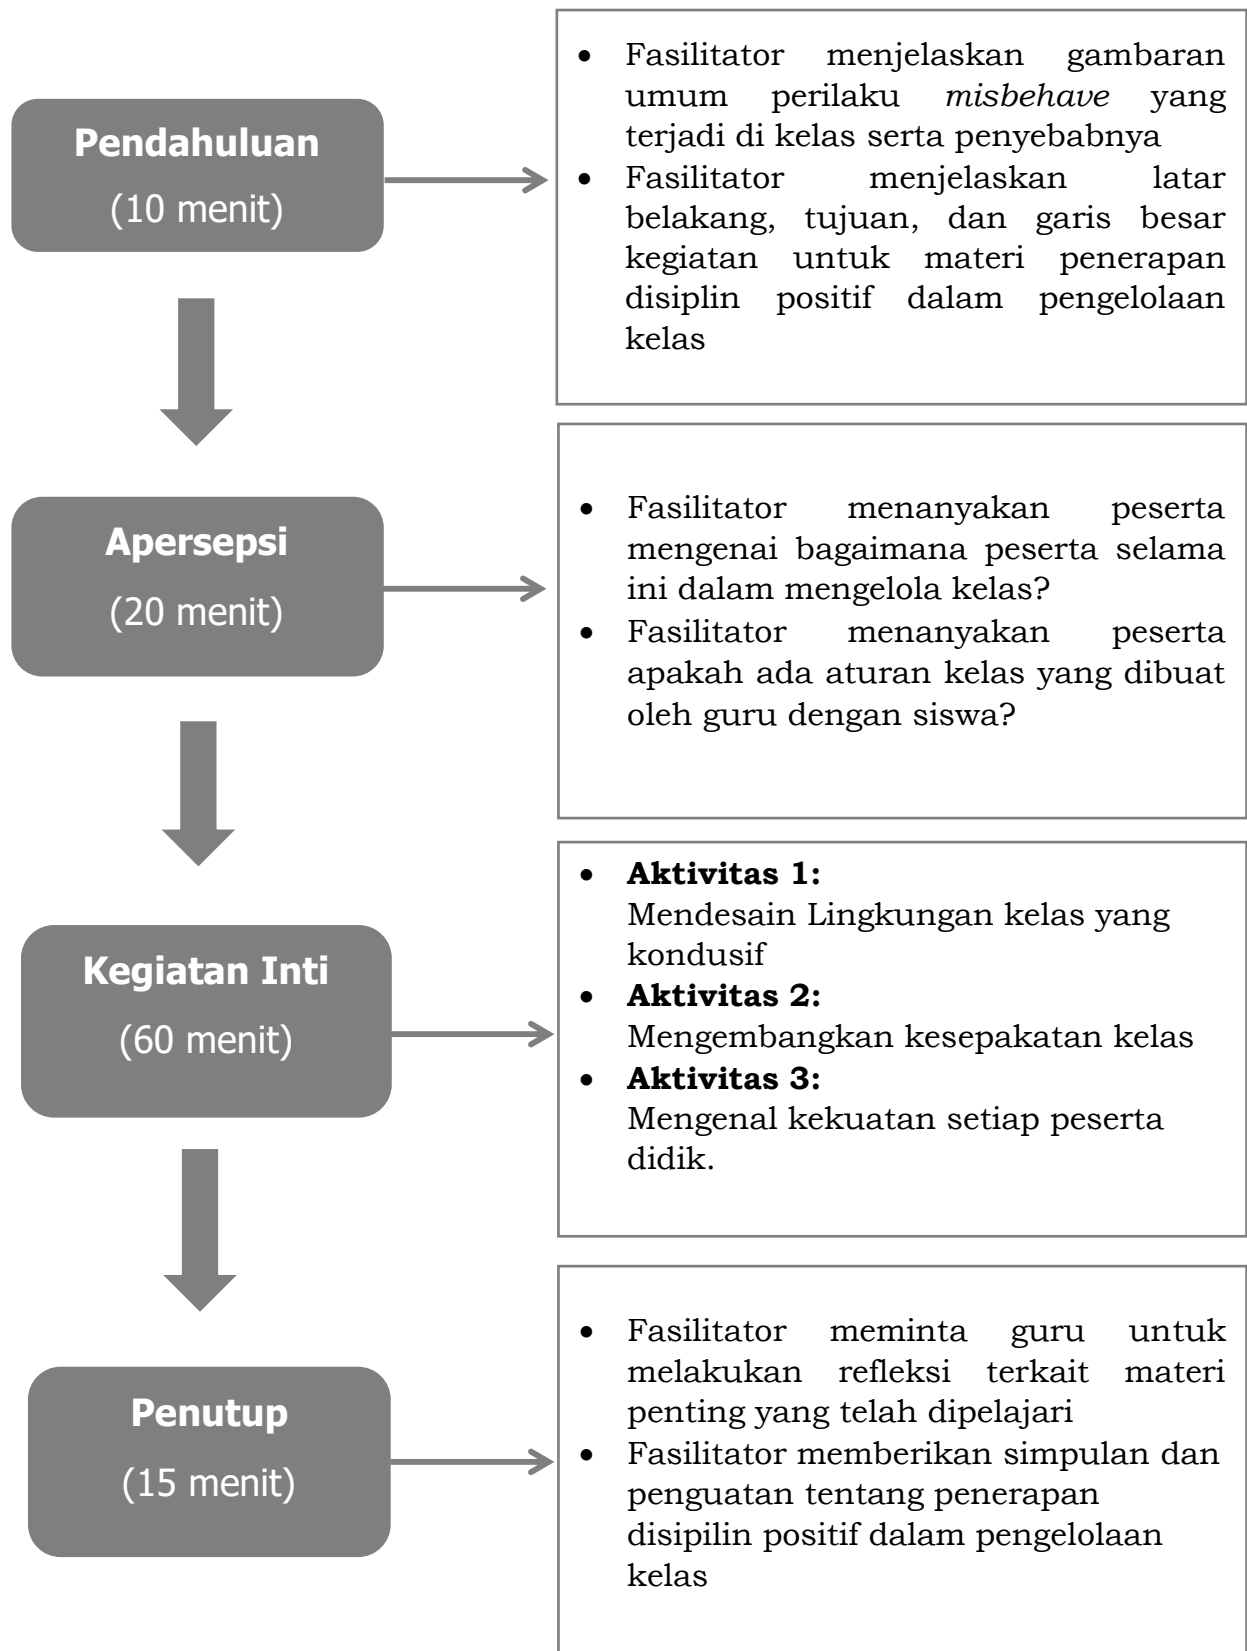 Pendahuluan
(10 menit)
• Fasilitator menjelaskan gambaran
umum perilaku misbehave yang
terjadi di kelas serta penyebabnya
• Fasilitator menjelaskan latar
belakang, tujuan, dan garis besar
kegiatan untuk materi penerapan
disiplin positif dalam pengelolaan
kelas
Apersepsi
(20 menit)
• Fasilitator menanyakan peserta
mengenai bagaimana peserta selama
ini dalam mengelola kelas?
• Fasilitator menanyakan peserta
apakah ada aturan kelas yang dibuat
oleh guru dengan siswa?
Kegiatan Inti
(60 menit)
• Aktivitas 1:
Mendesain Lingkungan kelas yang
kondusif
• Aktivitas 2:
Mengembangkan kesepakatan kelas
• Aktivitas 3:
Mengenal kekuatan setiap peserta
didik.
Penutup
(15 menit)
• Fasilitator meminta guru untuk
melakukan refleksi terkait materi
penting yang telah dipelajari
• Fasilitator memberikan simpulan dan
penguatan tentang penerapan
disipilin positif dalam pengelolaan
kelas